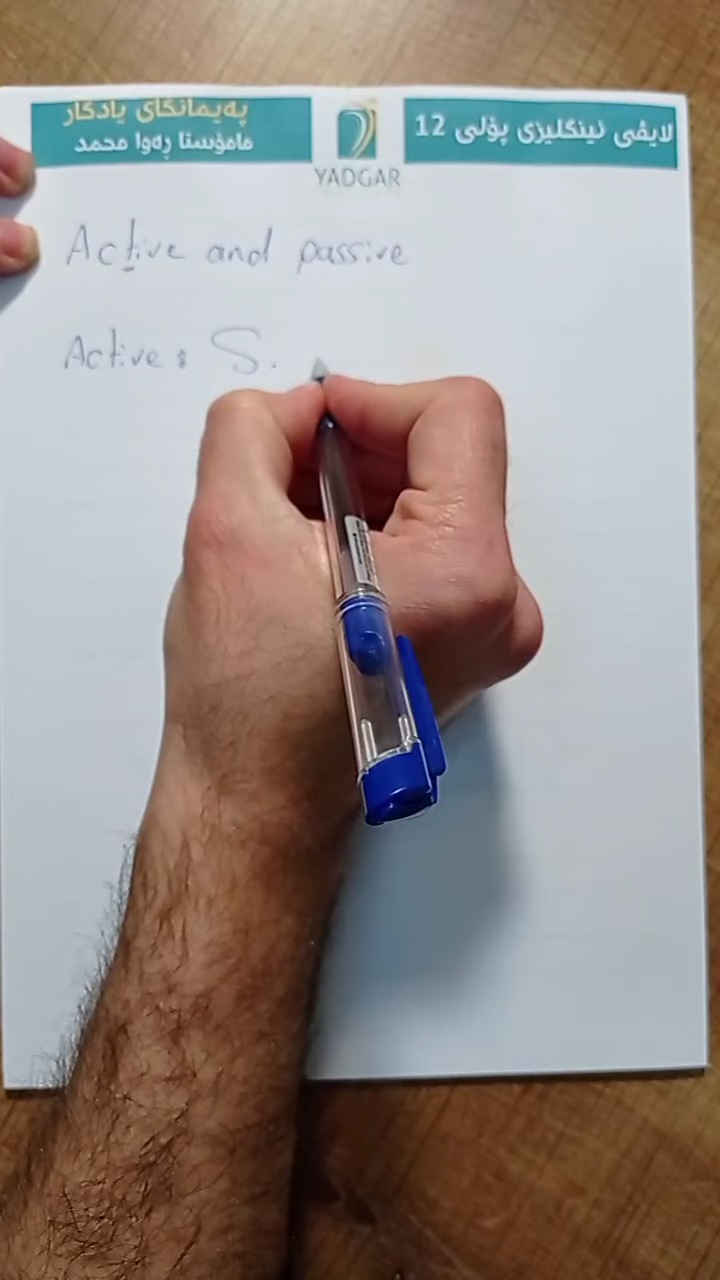 پەیمانگای یادگار
مامۆستا ڕەوا محمد
YADGAR
لایڤی ئینگلیزی پۆلی 12
Active and passive
Active : S.